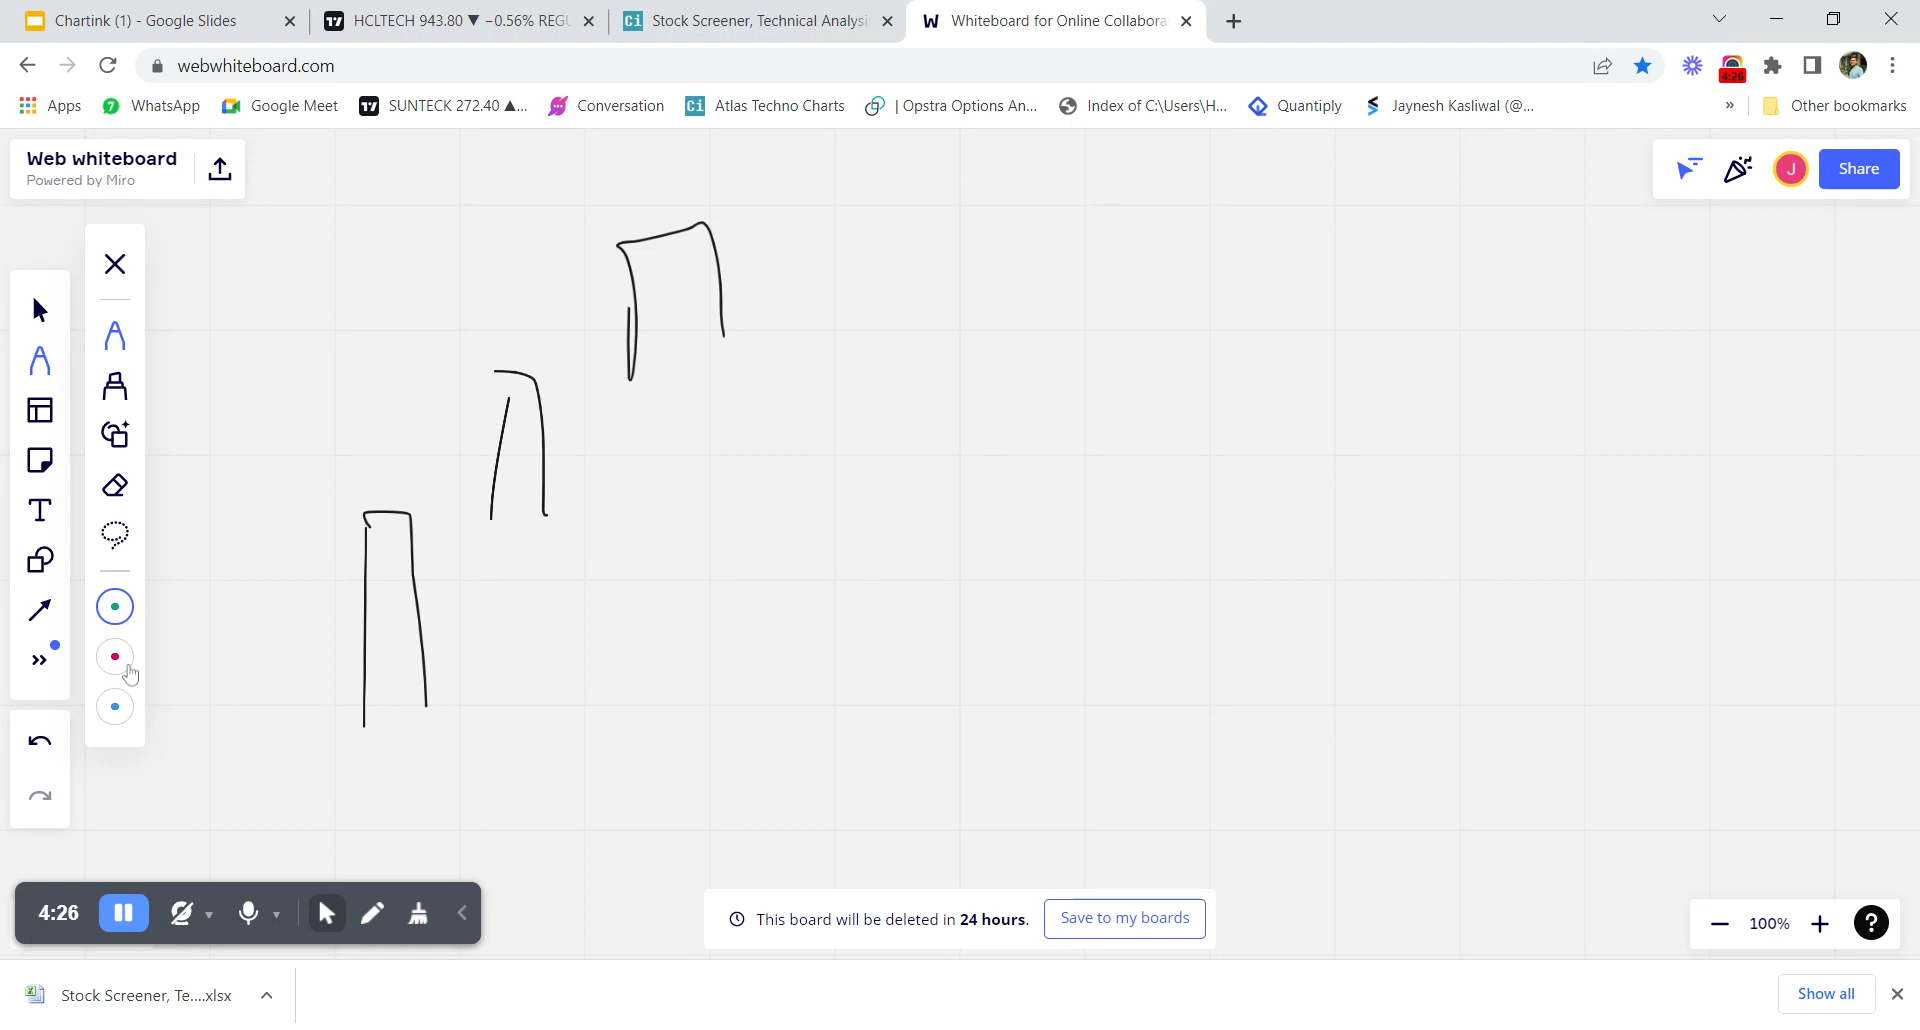 Chartink (1) - Google Slides
HCLTECH 943.80 ▼ −0.56% REGU
Stock Screener, Technical Analysis
Whiteboard for Online Collabora
webwhiteboard.com
4:26
Apps
WhatsApp
Google Meet
SUNTECK 272.40 ▲...
Conversation
Atlas Techno Charts
| Opstra Options An...
Index of C:\Users\H...
Quantiply
Jaynesh Kasliwal (@...
»
Other bookmarks
Web whiteboard
Powered by Miro
J
Share
4:26
This board will be deleted in 24 hours.
Save to my boards
100%
Stock Screener, Te....xlsx
Show all